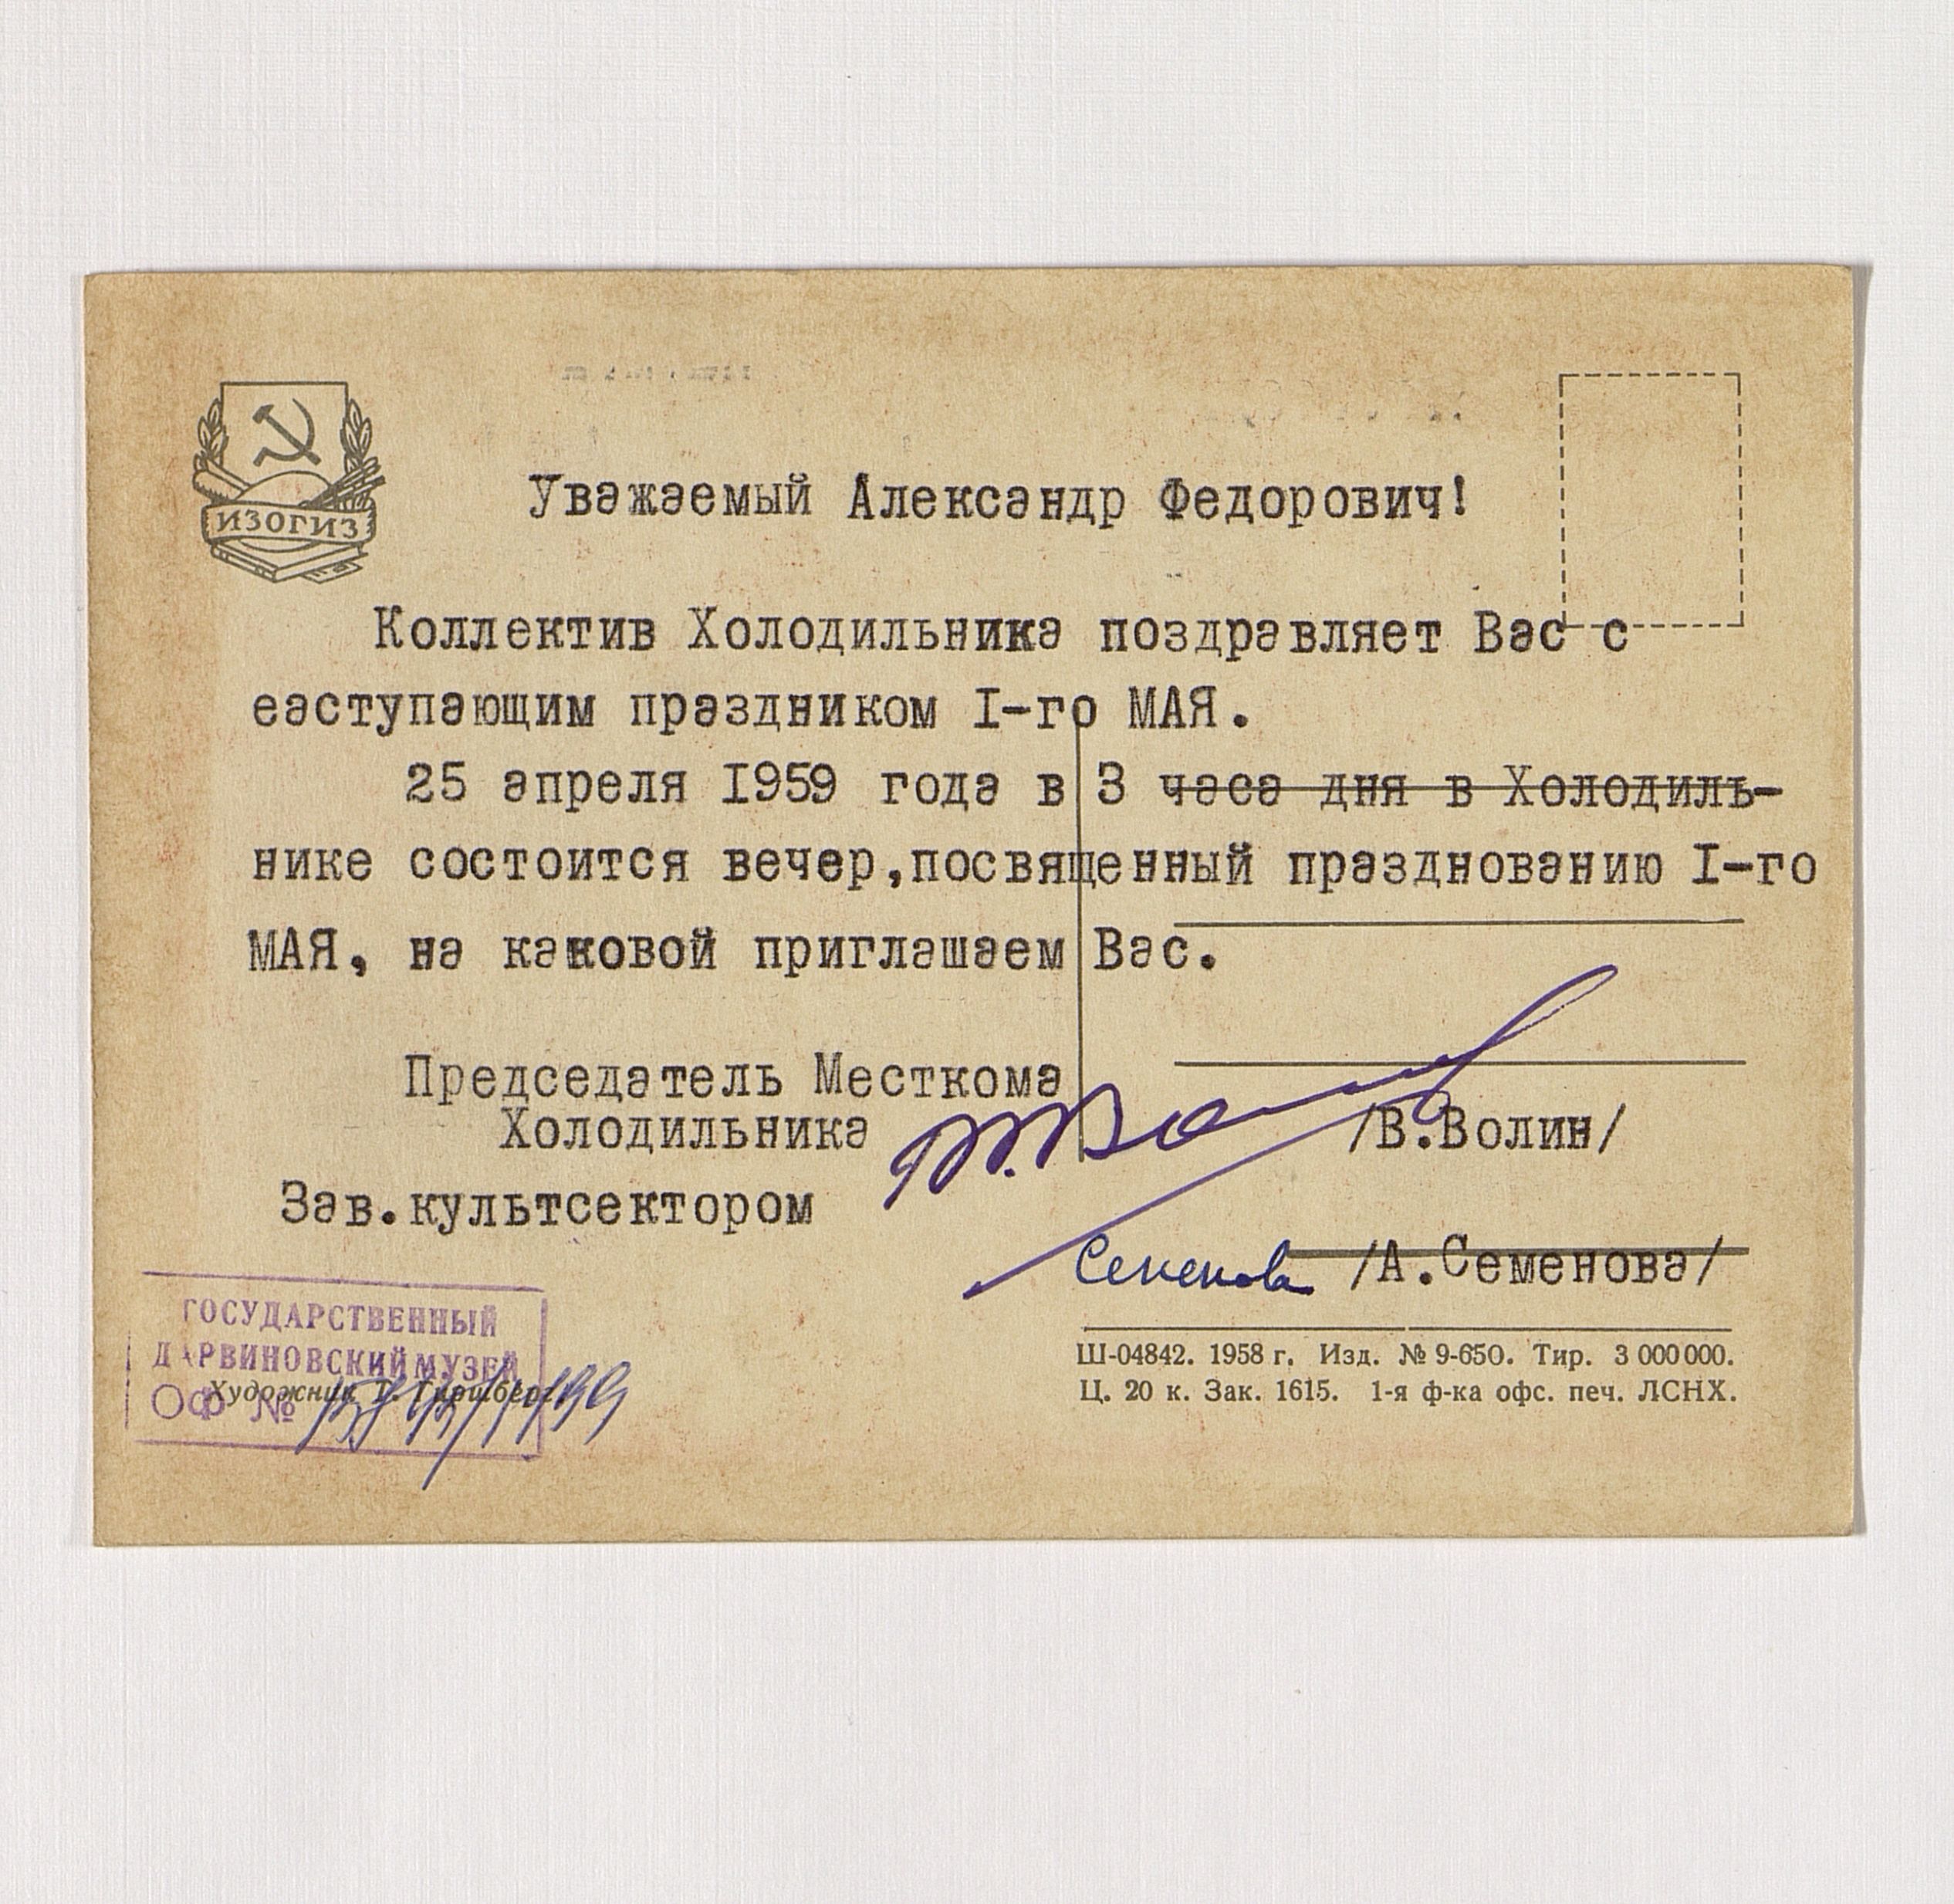 ИЗОГИЗ
Уважаемый Александр Федорович!
Коллектив Холодильника поздравляет Вас с
еаступающим праздником I-го МАЯ.
25 апреля 1959 года в 3 часа дня в Холодиль-
нике состоится вечер,посвященный празднованию I-го
МАЯ, на каковой приглашаем Вас.
Председатель Месткома
Холодильника /В.Волин/
Зав.культсектором
Семенова /А.Семенова/
ГОСУДАРСТВЕННЫЙ
ДАРВИНОВСКИЙ МУЗЕЙ
ОФ №
Художник Т.
Ш-04842. 1958 г. Изд. № 9-650. Тир. 3 000 000.
Ц. 20 к. Зак. 1615. 1-я ф-ка офс. печ. ЛСНХ.